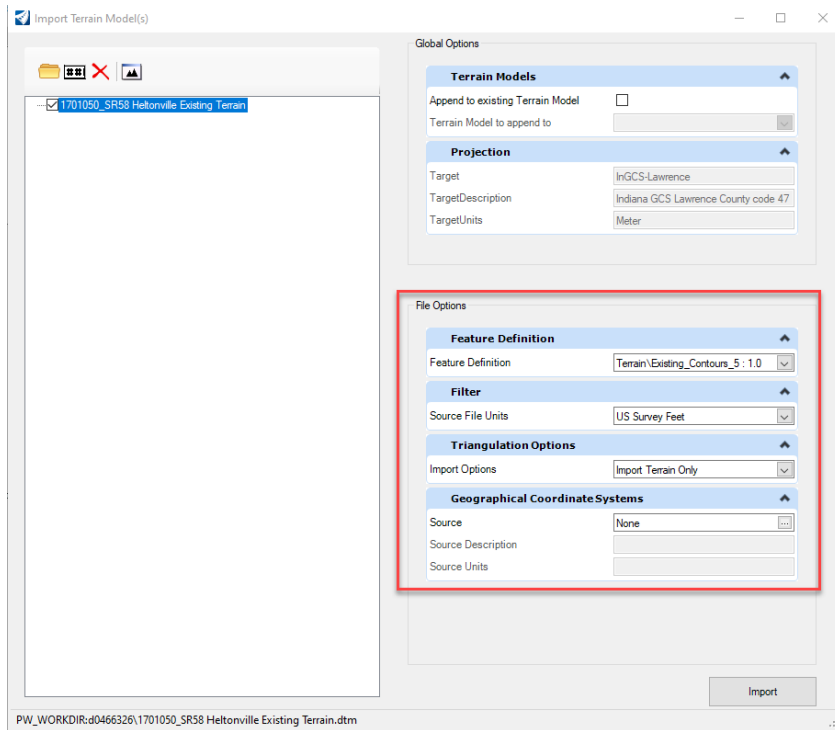 Import Terrain Model(s)
##
1701050_SR58 Heltonville Existing Terrain
Global Options
Terrain Models
Append to existing Terrain Model
Terrain Model to append to
Projection
Target InGCS-Lawrence
TargetDescription Indiana GCS Lawrence County code 47
TargetUnits Meter
File Options
Feature Definition
Feature Definition Terrain\Existing_Contours_5 : 1.0
Filter
Source File Units US Survey Feet
Triangulation Options
Import Options Import Terrain Only
Geographical Coordinate Systems
Source None ...
Source Description
Source Units
Import
PW_WORKDIR:d0466326\1701050_SR58 Heltonville Existing Terrain.dtm